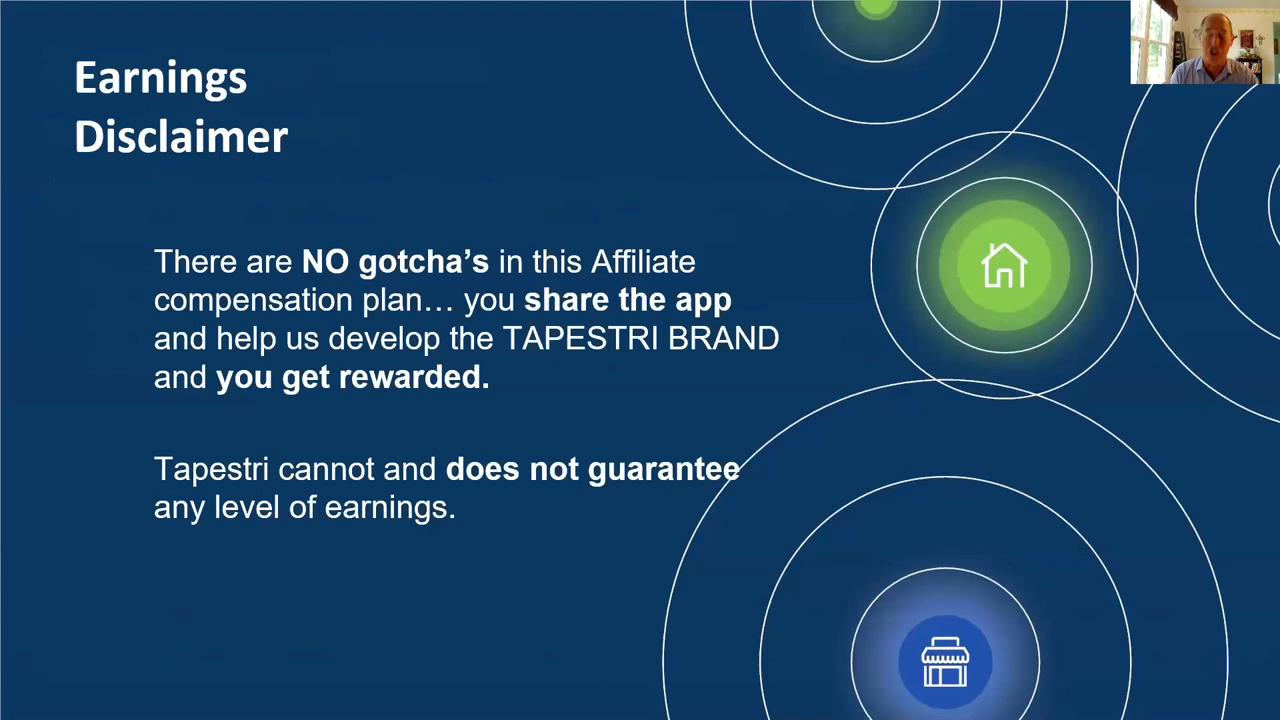 Earnings
Disclaimer
There are NO gotcha’s in this Affiliate
compensation plan… you share the app
and help us develop the TAPESTRI BRAND
and you get rewarded.
Tapestri cannot and does not guarantee
any level of earnings.